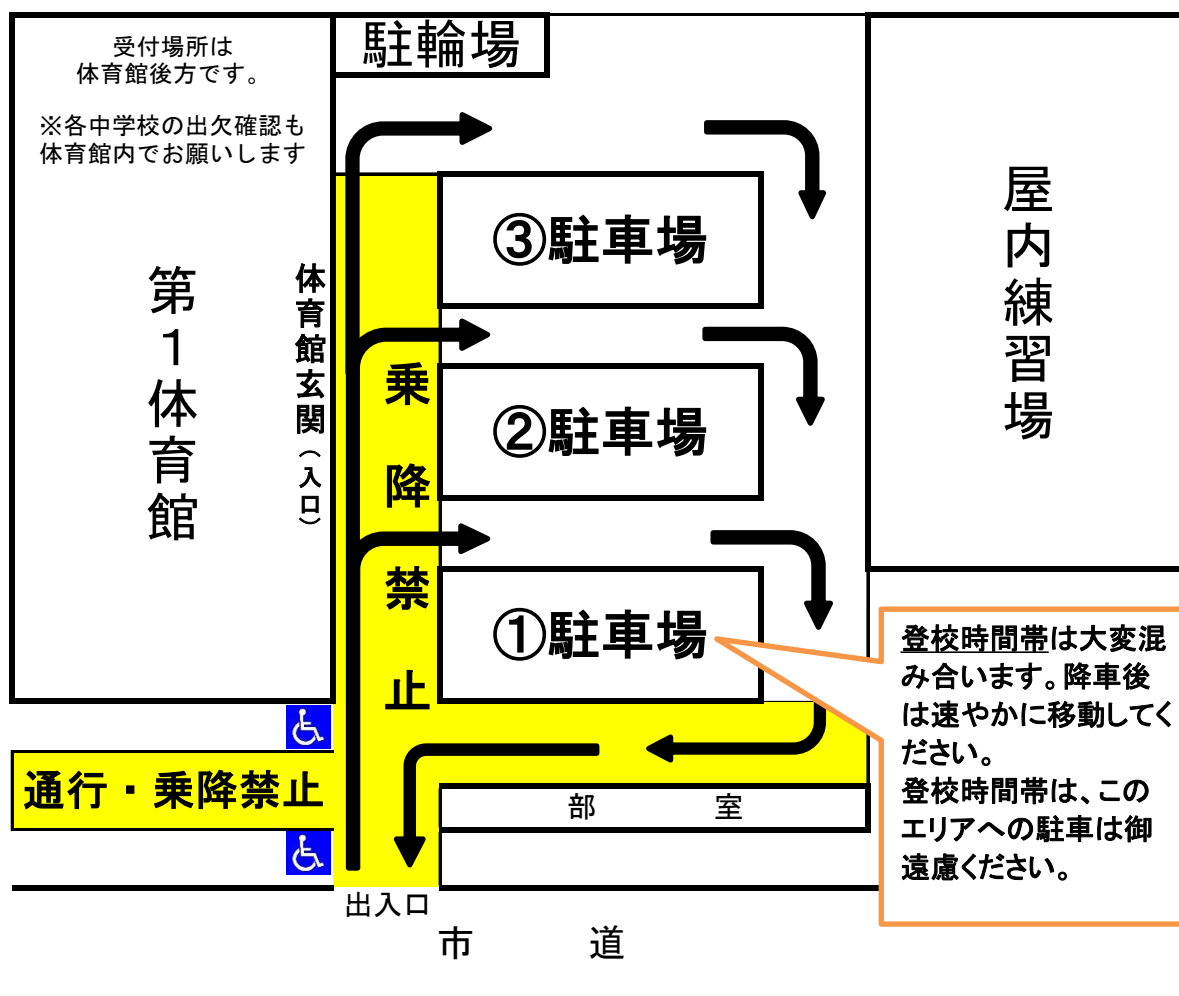 受付場所は
体育館後方です。
※各中学校の出欠確認も
体育館内でお願いします
駐輪場
第1体育館
体育館玄関（入口）
③駐車場
②駐車場
①駐車場
乗降禁止
屋内練習場
登校時間帯は大変混
み合います。降車後
は速やかに移動してく
ださい。
登校時間帯は、この
エリアへの駐車は御
遠慮ください。
通行・乗降禁止
部　室
出入口
市　道